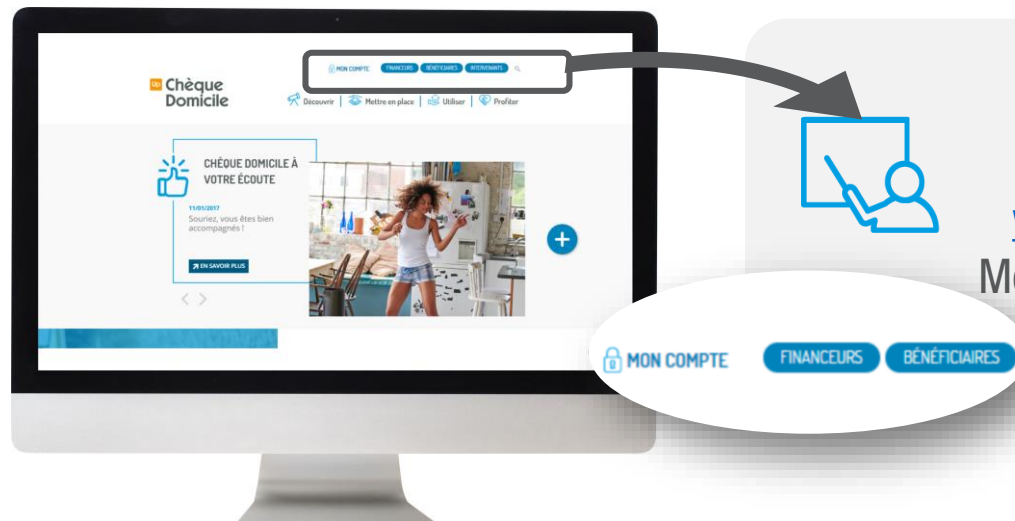 MON COMPTE FINANCEURS BÉNÉFICIAIRES INTERVENANTS
Up Chèque
Domicile
Découvrir | Mettre en place | Utiliser | Profiter
CHÈQUE DOMICILE À
VOTRE ÉCOUTE
11/01/2017
Souriez, vous êtes bien
accompagnés !
EN SAVOIR PLUS
MON COMPTE FINANCEURS BÉNÉFICIAIRES